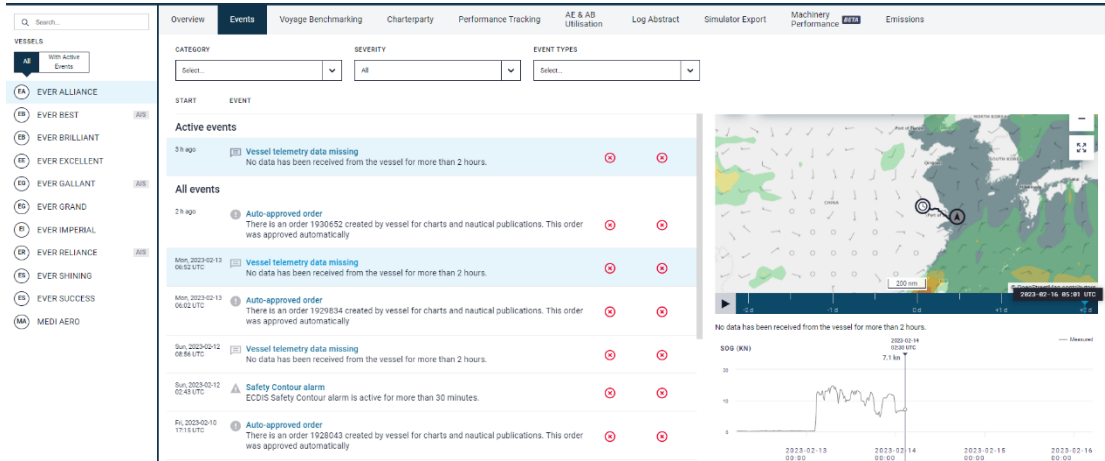 Search...
VESSELS
All
With Active
Events
EA EVER ALLIANCE
EB EVER BEST AIS
EB EVER BRILLIANT
EE EVER EXCELLENT
EG EVER GALLANT AIS
EG EVER GRAND
EI EVER IMPERIAL
ER EVER RELIANCE AIS
ES EVER SHINING
ES EVER SUCCESS
MA MEDI AERO
Overview Events Voyage Benchmarking Charterparty Performance Tracking AE & AB Utilisation Log Abstract Simulator Export Machinery Performance BETA Emissions
CATEGORY SEVERITY EVENT TYPES
Select... All Select...
START EVENT
Active events
3 h ago Vessel telemetry data missing
No data has been received from the vessel for more than 2 hours.
All events
2 h ago Auto-approved order
There is an order 1930652 created by vessel for charts and nautical publications. This order
was approved automatically
Mon, 2023-02-13
06:52 UTC
Vessel telemetry data missing
No data has been received from the vessel for more than 2 hours.
Mon, 2023-02-13
06:02 UTC
Auto-approved order
There is an order 1929834 created by vessel for charts and nautical publications. This order
was approved automatically
Sun, 2023-02-12
08:56 UTC
Vessel telemetry data missing
No data has been received from the vessel for more than 2 hours.
Sun, 2023-02-12
02:43 UTC
Safety Contour alarm
ECDIS Safety Contour alarm is active for more than 30 minutes.
Fri, 2023-02-10
17:15 UTC
Auto-approved order
There is an order 1928043 created by vessel for charts and nautical publications. This order
was approved automatically
NORTH KOREA
SOUTH KOREA
CHINA
200 nm
© OpenStreetMap contributors
2023-02-16 05:01 UTC
-2 d -1 d 0 d +1 d +2 d
No data has been received from the vessel for more than 2 hours.
SOG (KN)
2023-02-14
02:30 UTC
7.1 kn
Measured
20
10
0
2023-02-13
00:00
2023-02-14
00:00
2023-02-15
00:00
2023-02-16
00:00